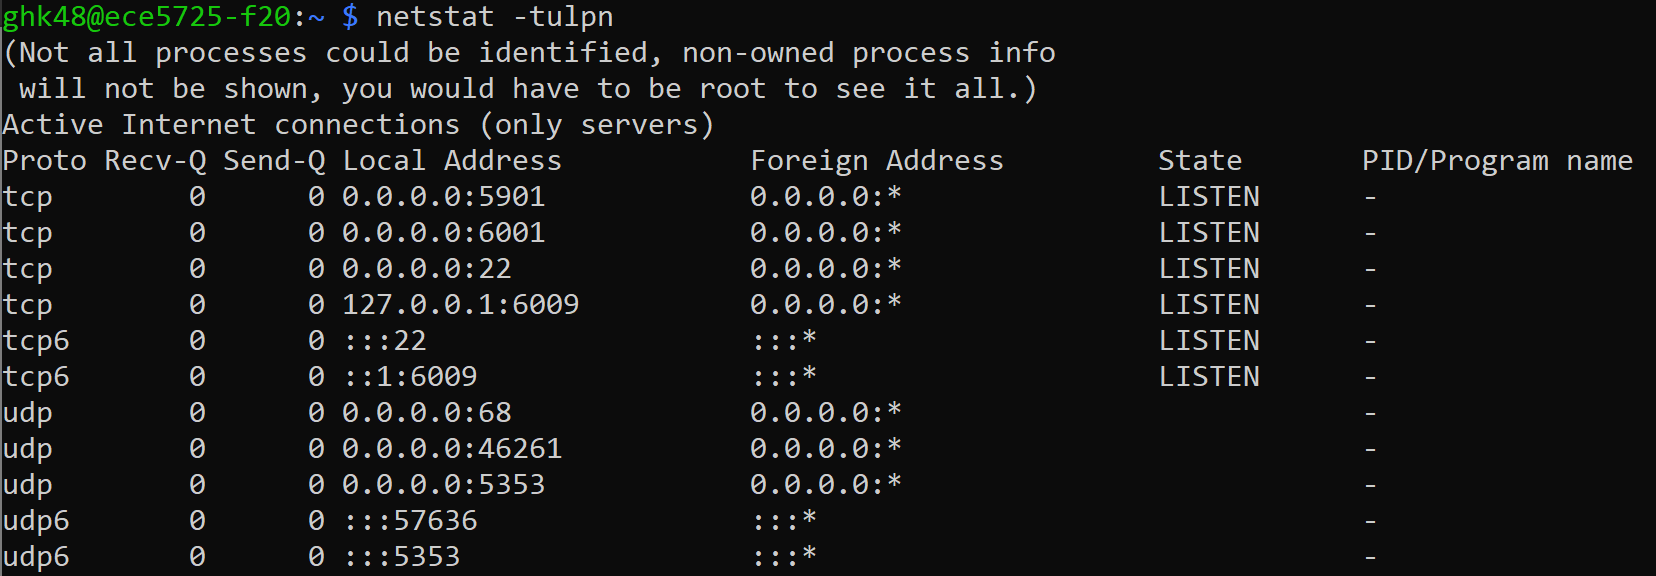 ghk48@ece5725-f20:~ $ netstat -tulpn
(Not all processes could be identified, non-owned process info
 will not be shown, you would have to be root to see it all.)
Active Internet connections (only servers)
Proto Recv-Q Send-Q Local Address           Foreign Address         State       PID/Program name
tcp        0      0 0.0.0.0:5901            0.0.0.0:*               LISTEN      -
tcp        0      0 0.0.0.0:6001            0.0.0.0:*               LISTEN      -
tcp        0      0 0.0.0.0:22              0.0.0.0:*               LISTEN      -
tcp        0      0 127.0.0.1:6009          0.0.0.0:*               LISTEN      -
tcp6       0      0 :::22                   :::*                    LISTEN      -
tcp6       0      0 ::1:6009                :::*                    LISTEN      -
udp        0      0 0.0.0.0:68              0.0.0.0:*                           -
udp        0      0 0.0.0.0:46261           0.0.0.0:*                           -
udp        0      0 0.0.0.0:5353            0.0.0.0:*                           -
udp6       0      0 :::57636                :::*                                -
udp6       0      0 :::5353                 :::*                                -